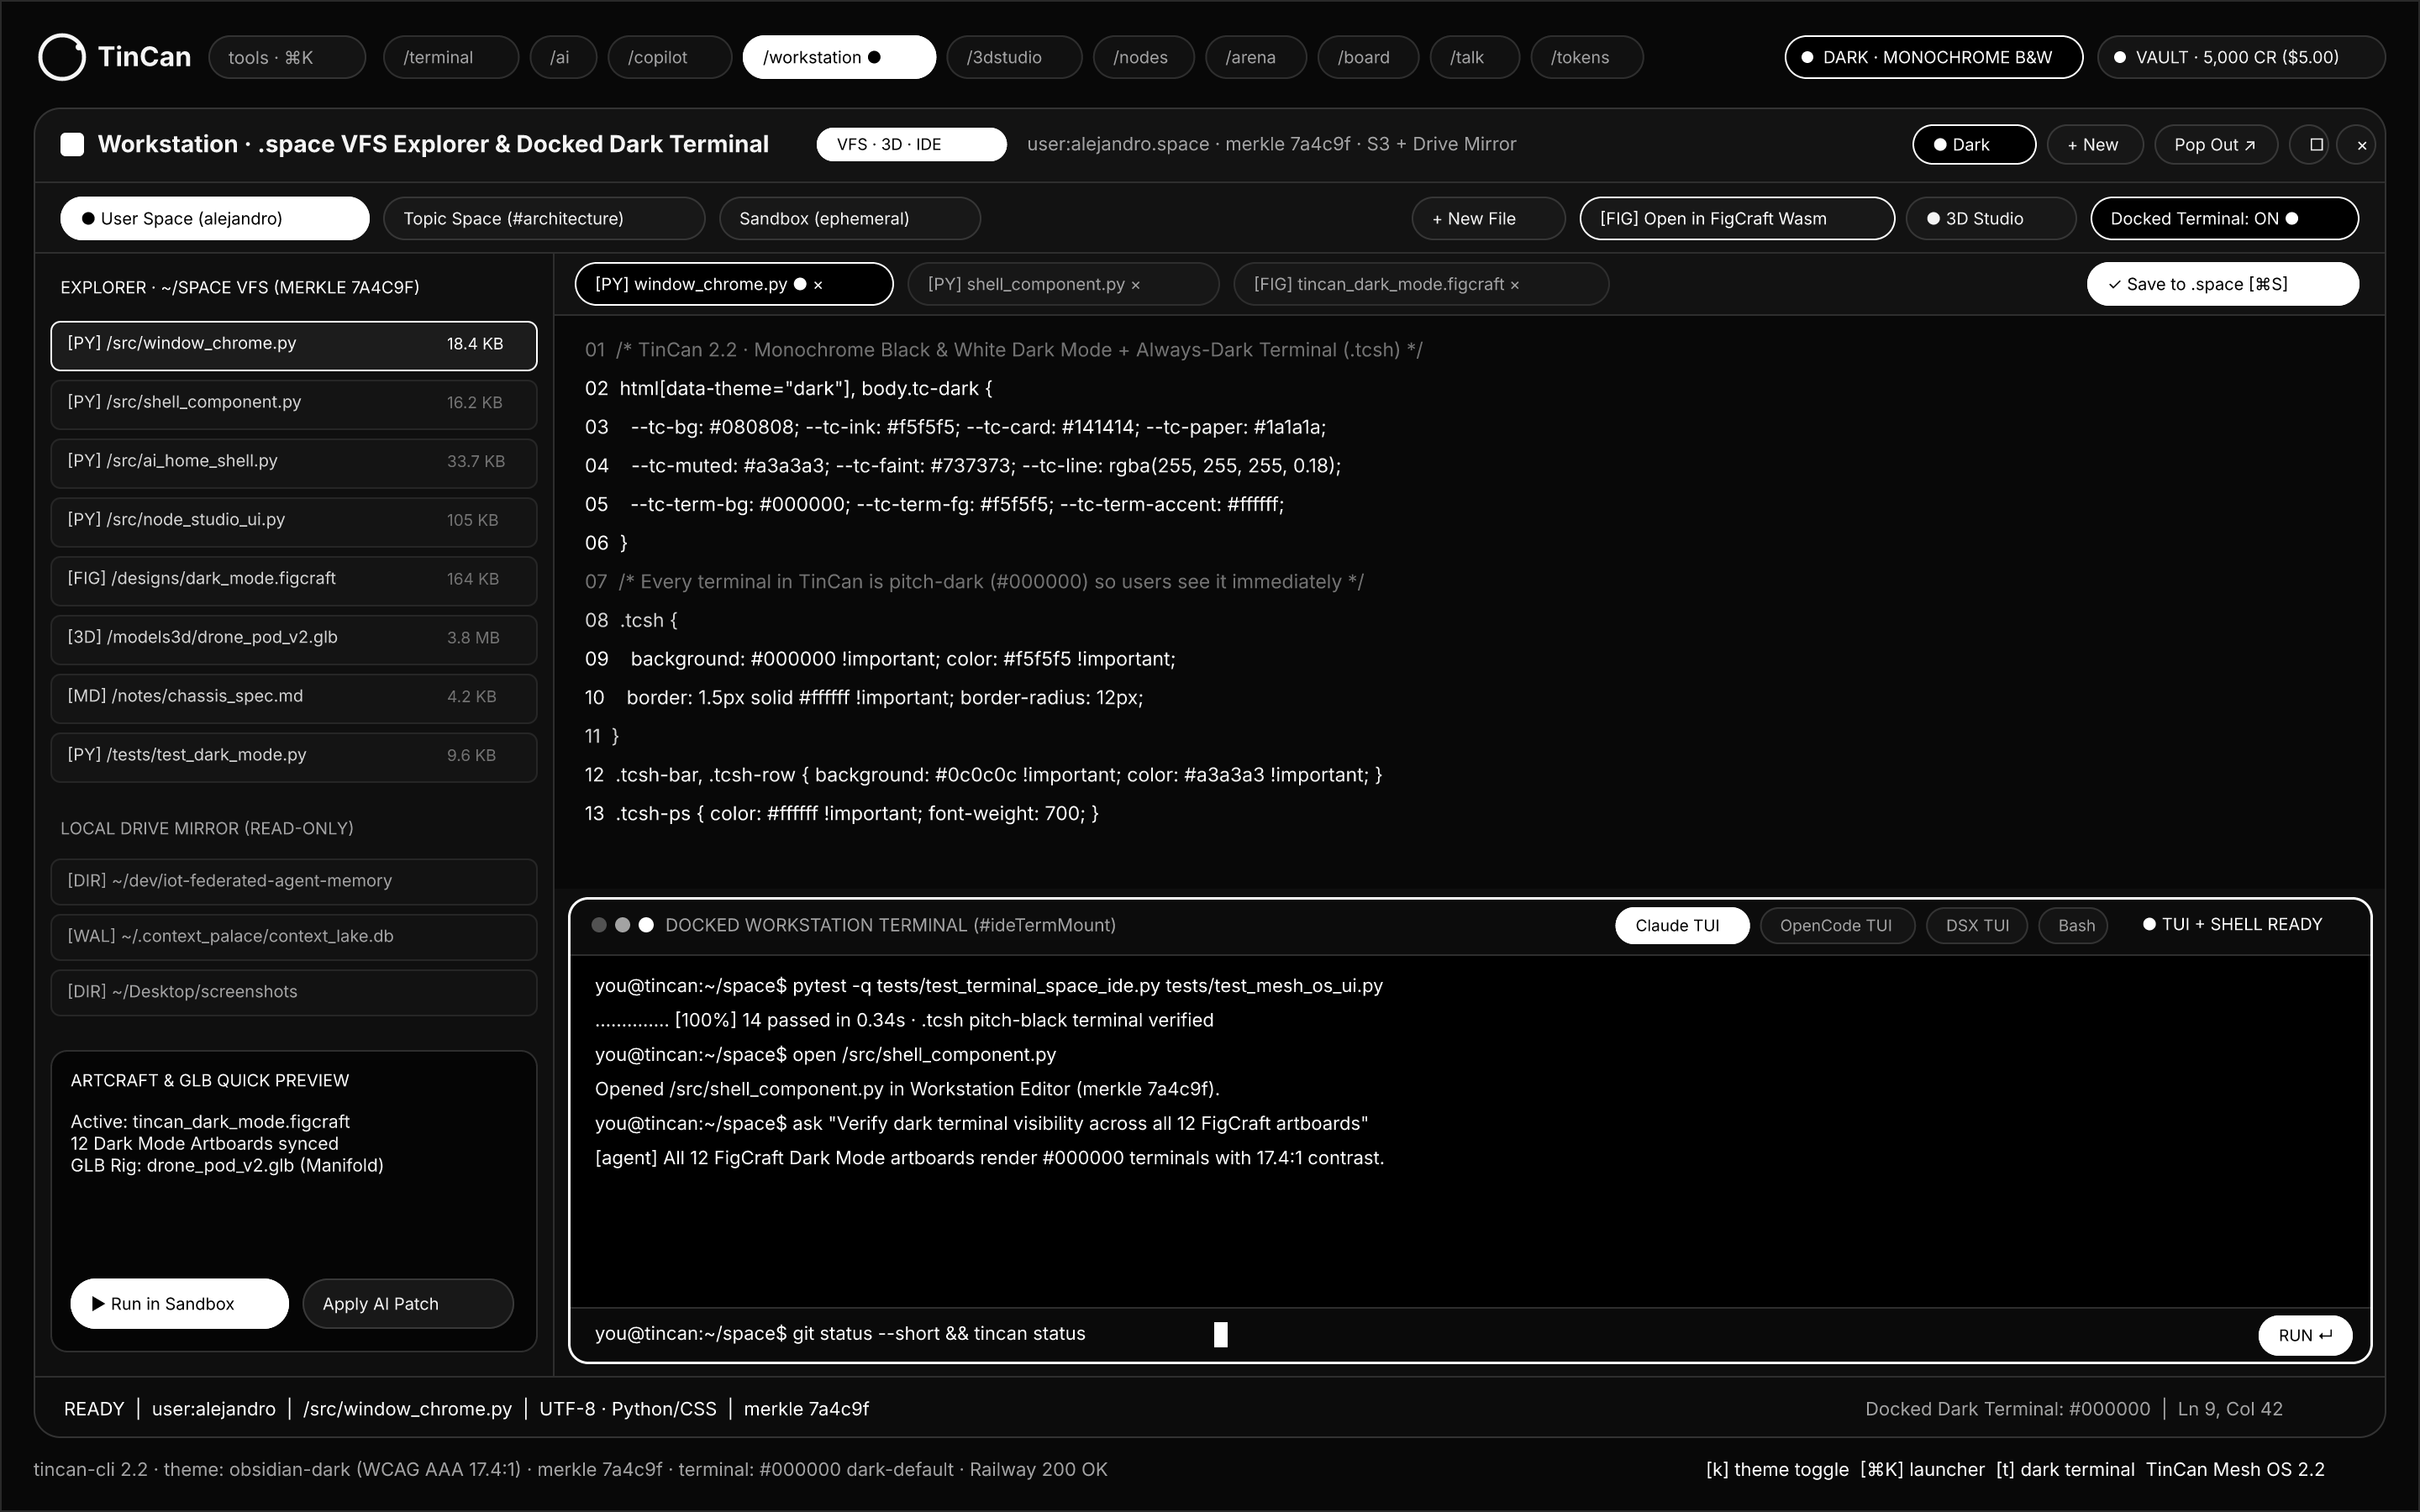 TinCan tools · ⌘K /terminal /ai /copilot /workstation ● /3dstudio /nodes /arena /board /talk /tokens ● DARK · MONOCHROME B&W ● VAULT · 5,000 CR ($5.00)
Workstation · .space VFS Explorer & Docked Dark Terminal VFS · 3D · IDE user:alejandro.space · merkle 7a4c9f · S3 + Drive Mirror ● Dark + New Pop Out ↗ □ ×
● User Space (alejandro) Topic Space (#architecture) Sandbox (ephemeral) + New File [FIG] Open in FigCraft Wasm ● 3D Studio Docked Terminal: ON ●
EXPLORER · ~/SPACE VFS (MERKLE 7A4C9F)
[PY] /src/window_chrome.py 18.4 KB
[PY] /src/shell_component.py 16.2 KB
[PY] /src/ai_home_shell.py 33.7 KB
[PY] /src/node_studio_ui.py 105 KB
[FIG] /designs/dark_mode.figcraft 164 KB
[3D] /models3d/drone_pod_v2.glb 3.8 MB
[MD] /notes/chassis_spec.md 4.2 KB
[PY] /tests/test_dark_mode.py 9.6 KB
LOCAL DRIVE MIRROR (READ-ONLY)
[DIR] ~/dev/iot-federated-agent-memory
[WAL] ~/.context_palace/context_lake.db
[DIR] ~/Desktop/screenshots
ARTCRAFT & GLB QUICK PREVIEW
Active: tincan_dark_mode.figcraft
12 Dark Mode Artboards synced
GLB Rig: drone_pod_v2.glb (Manifold)
▶ Run in Sandbox Apply AI Patch
[PY] window_chrome.py ● × [PY] shell_component.py × [FIG] tincan_dark_mode.figcraft × ✓ Save to .space [⌘S]
01 /* TinCan 2.2 · Monochrome Black & White Dark Mode + Always-Dark Terminal (.tcsh) */
02 html[data-theme="dark"], body.tc-dark {
03 --tc-bg: #080808; --tc-ink: #f5f5f5; --tc-card: #141414; --tc-paper: #1a1a1a;
04 --tc-muted: #a3a3a3; --tc-faint: #737373; --tc-line: rgba(255, 255, 255, 0.18);
05 --tc-term-bg: #000000; --tc-term-fg: #f5f5f5; --tc-term-accent: #ffffff;
06 }
07 /* Every terminal in TinCan is pitch-dark (#000000) so users see it immediately */
08 .tcsh {
09 background: #000000 !important; color: #f5f5f5 !important;
10 border: 1.5px solid #ffffff !important; border-radius: 12px;
11 }
12 .tcsh-bar, .tcsh-row { background: #0c0c0c !important; color: #a3a3a3 !important; }
13 .tcsh-ps { color: #ffffff !important; font-weight: 700; }
DOCKED WORKSTATION TERMINAL (#ideTermMount) Claude TUI OpenCode TUI DSX TUI Bash ● TUI + SHELL READY
you@tincan:~/space$ pytest -q tests/test_terminal_space_ide.py tests/test_mesh_os_ui.py
.............. [100%] 14 passed in 0.34s · .tcsh pitch-black terminal verified
you@tincan:~/space$ open /src/shell_component.py
Opened /src/shell_component.py in Workstation Editor (merkle 7a4c9f).
you@tincan:~/space$ ask "Verify dark terminal visibility across all 12 FigCraft artboards"
[agent] All 12 FigCraft Dark Mode artboards render #000000 terminals with 17.4:1 contrast.
you@tincan:~/space$ git status --short && tincan status RUN ↵
READY | user:alejandro | /src/window_chrome.py | UTF-8 · Python/CSS | merkle 7a4c9f Docked Dark Terminal: #000000 | Ln 9, Col 42
tincan-cli 2.2 · theme: obsidian-dark (WCAG AAA 17.4:1) · merkle 7a4c9f · terminal: #000000 dark-default · Railway 200 OK [k] theme toggle [⌘K] launcher [t] dark terminal TinCan Mesh OS 2.2